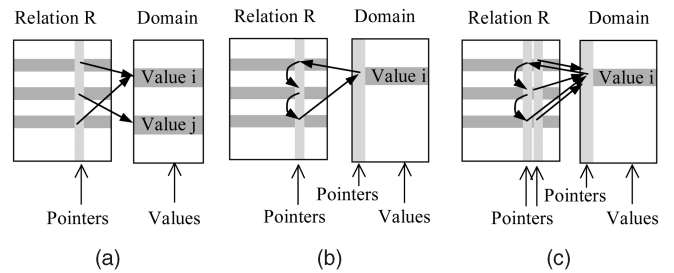 Relation R Domain Relation R Domain Relation R Domain
Value i Value i Value i
Value j
Pointers Pointers
Pointers Values Pointers Values Pointers Values
(a) (b) (c)